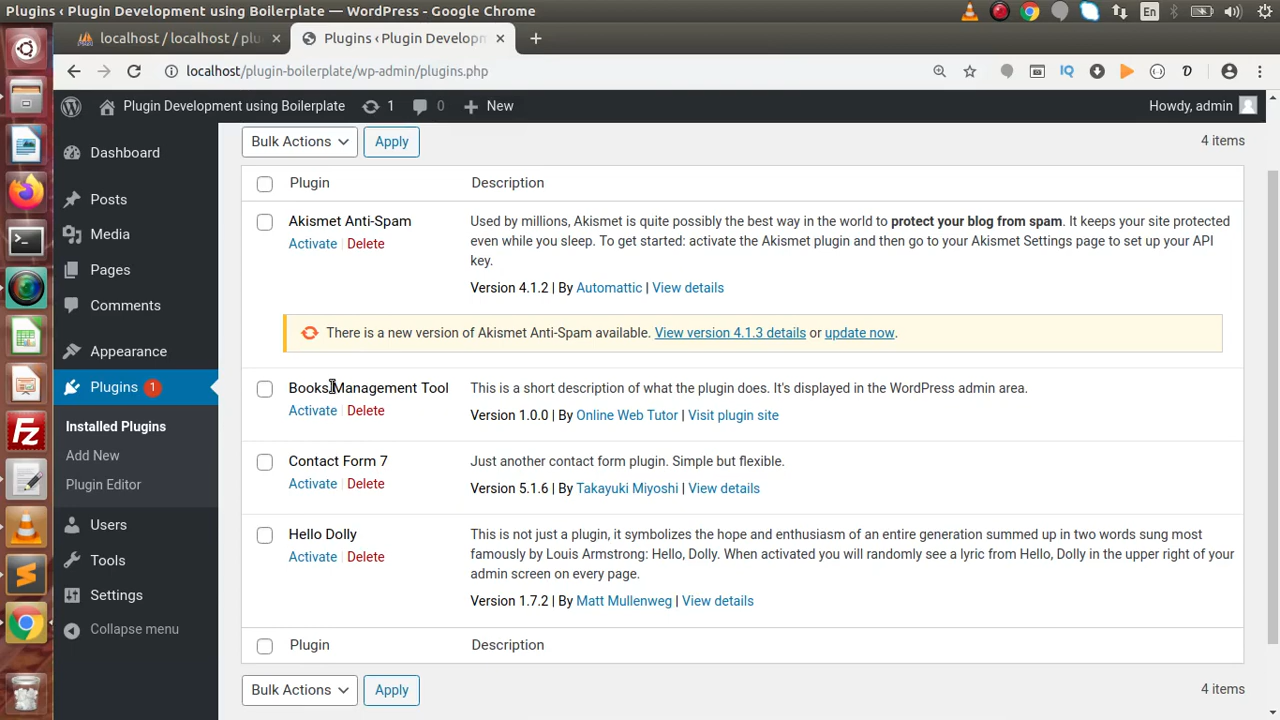 Plugins ‹ Plugin Development using Boilerplate — WordPress - Google Chrome
En
localhost / localhost / plu
Plugins ‹ Plugin Developm
localhost/plugin-boilerplate/wp-admin/plugins.php
IQ
Plugin Development using Boilerplate
1
0
New
Howdy, admin
Dashboard
Posts
Media
Pages
Comments
Appearance
Plugins 1
Installed Plugins
Add New
Plugin Editor
Users
Tools
Settings
Collapse menu
Bulk Actions
Apply
4 items
Plugin
Description
Akismet Anti-Spam
Activate | Delete
Used by millions, Akismet is quite possibly the best way in the world to protect your blog from spam. It keeps your site protected
even while you sleep. To get started: activate the Akismet plugin and then go to your Akismet Settings page to set up your API
key.
Version 4.1.2 | By Automattic | View details
There is a new version of Akismet Anti-Spam available. View version 4.1.3 details or update now.
Books Management Tool
Activate | Delete
This is a short description of what the plugin does. It's displayed in the WordPress admin area.
Version 1.0.0 | By Online Web Tutor | Visit plugin site
Contact Form 7
Activate | Delete
Just another contact form plugin. Simple but flexible.
Version 5.1.6 | By Takayuki Miyoshi | View details
Hello Dolly
Activate | Delete
This is not just a plugin, it symbolizes the hope and enthusiasm of an entire generation summed up in two words sung most
famously by Louis Armstrong: Hello, Dolly. When activated you will randomly see a lyric from Hello, Dolly in the upper right of your
admin screen on every page.
Version 1.7.2 | By Matt Mullenweg | View details
Plugin
Description
Bulk Actions
Apply
4 items